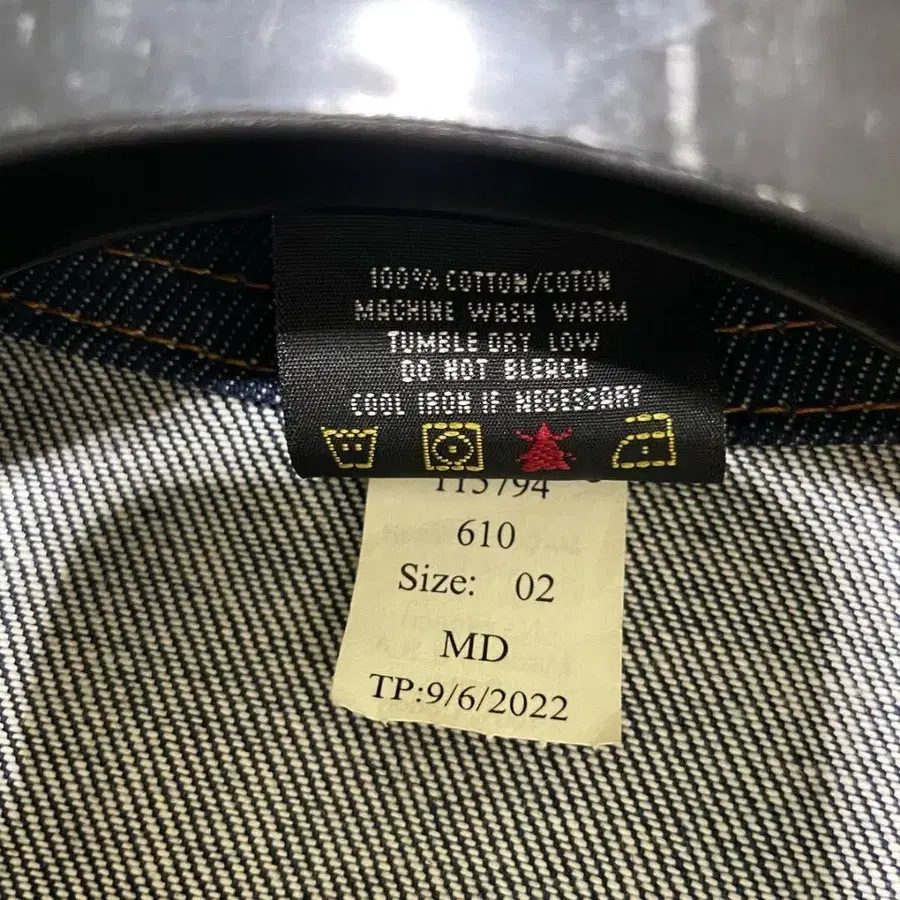 100% COTTON/COTON
MACHINE WASH WARM
TUMBLE DRY, LOW
DO NOT BLEACH
COOL IRON IF NECESSARY
115794
610
Size: 02
MD
TP:9/6/2022